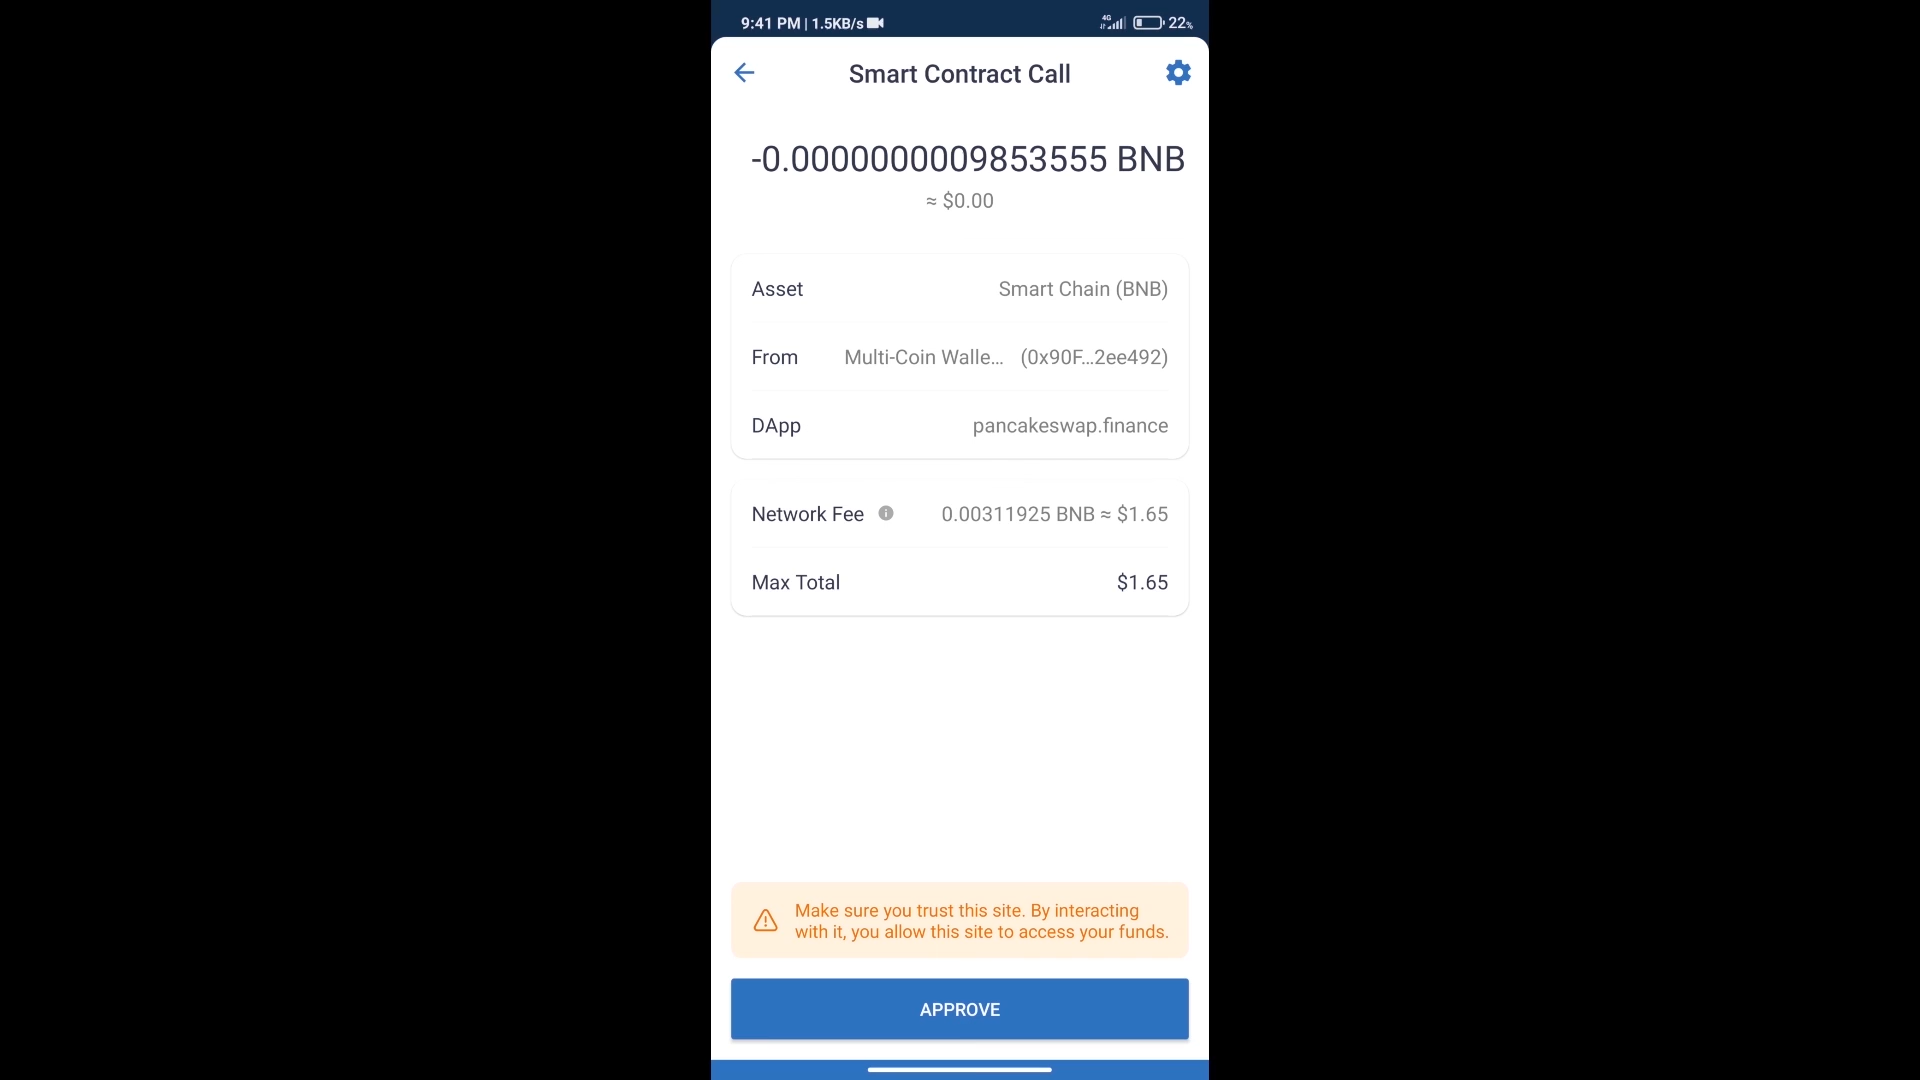 9:41 PM | 1.5KB/s 4G 22%
Smart Contract Call
-0.0000000009853555 BNB
≈ $0.00
Asset Smart Chain (BNB)
From Multi-Coin Walle... (0x90F...2ee492)
DApp pancakeswap.finance
Network Fee 0.00311925 BNB ≈ $1.65
Max Total $1.65
Make sure you trust this site. By interacting
with it, you allow this site to access your funds.
APPROVE